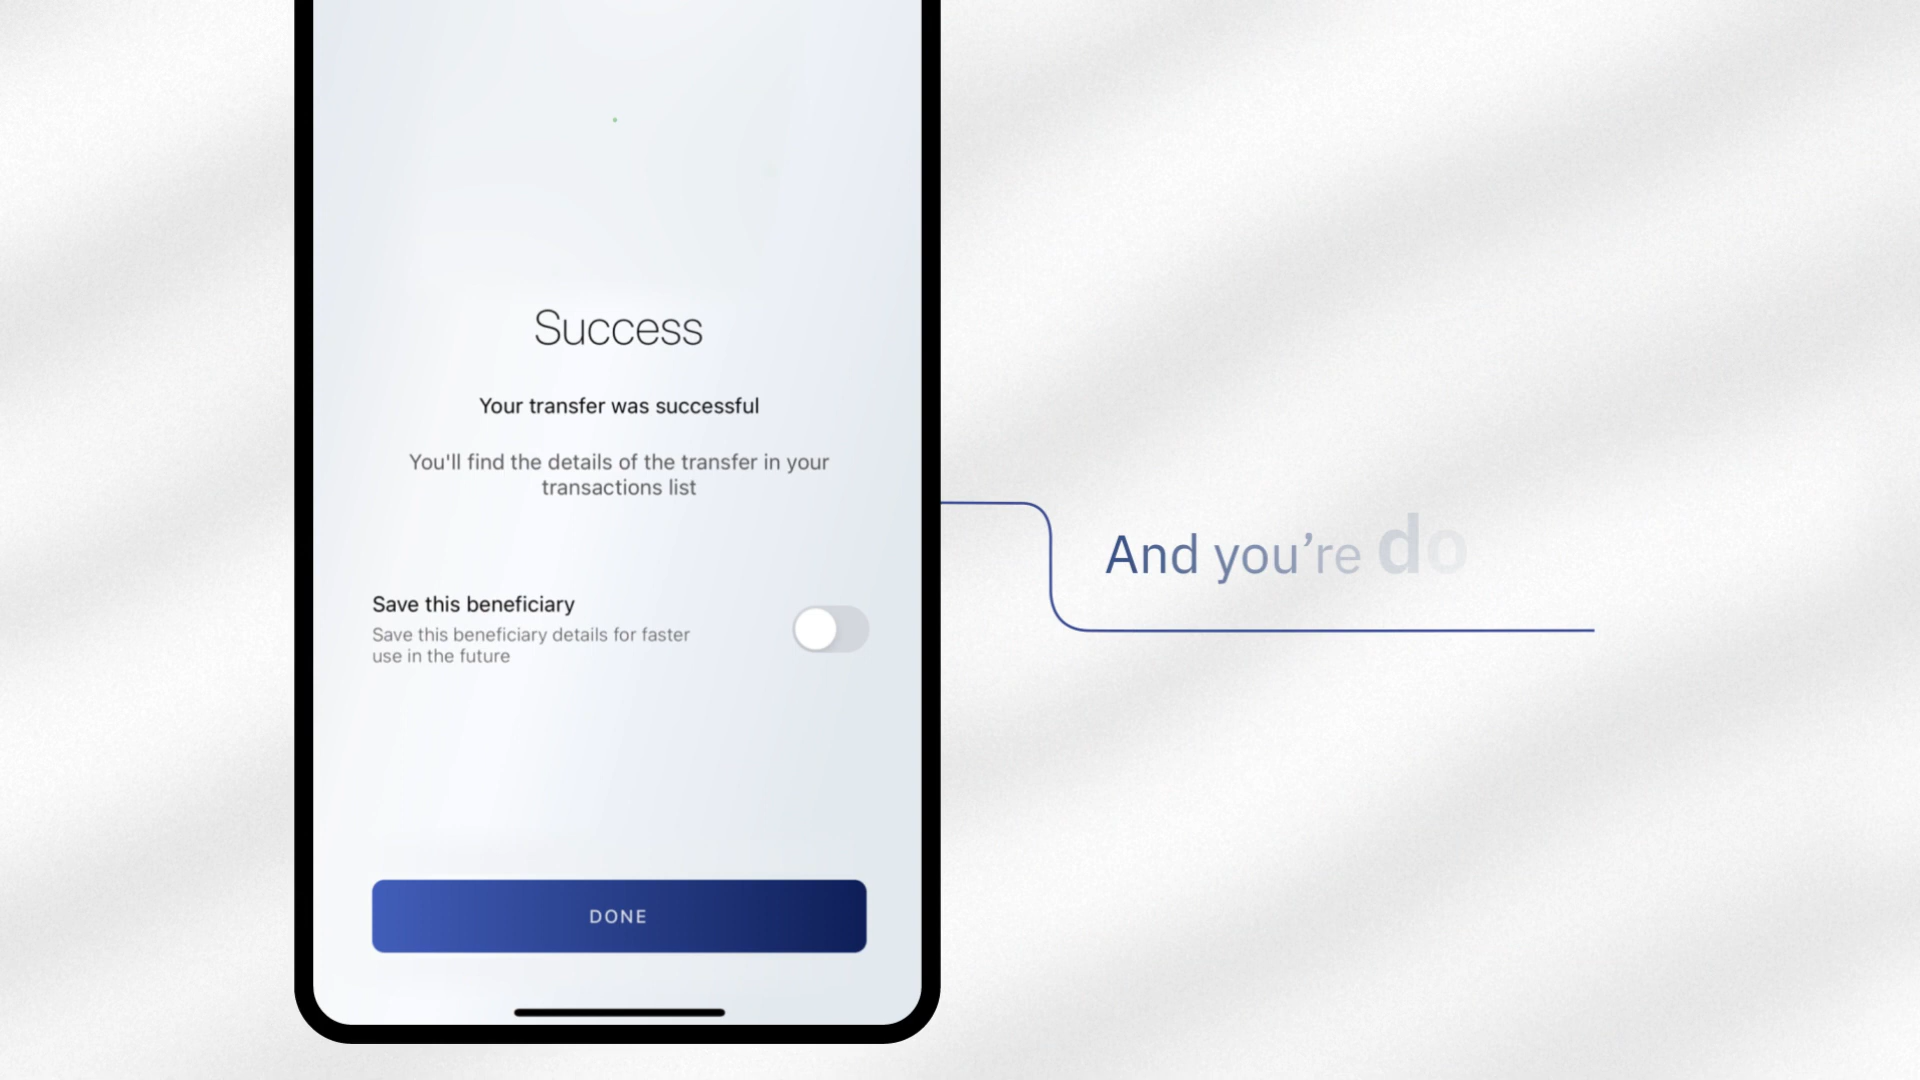 Success
Your transfer was successful
You'll find the details of the transfer in your
transactions list
Save this beneficiary
Save this beneficiary details for faster
use in the future
DONE
And you’re do